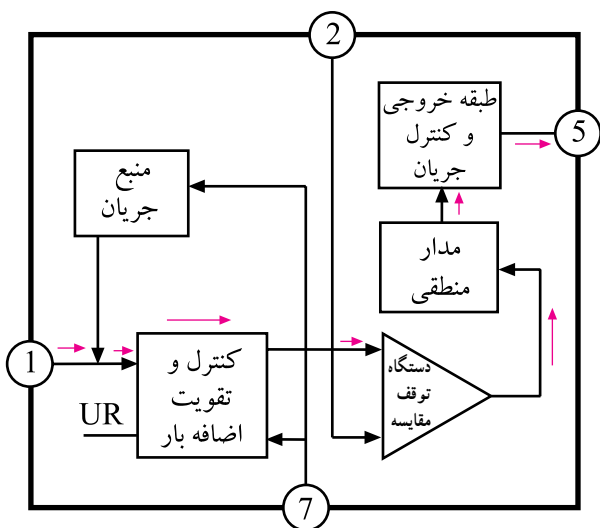 2
طبقه خروجی
و
کنترل
جریان
5
منبع
جریان
مدار
منطقی
1
کنترل و
تقویت
اضافه بار
دستگاه
توقف
مقایسه
UR
7